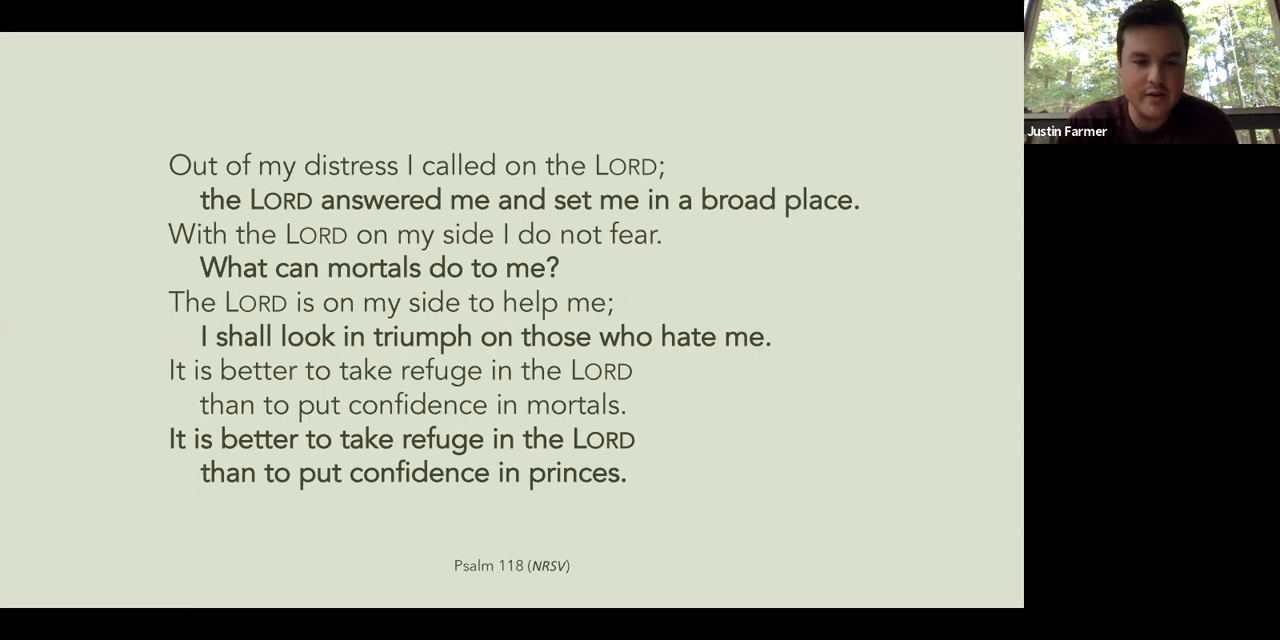 Out of my distress I called on the LORD;
the LORD answered me and set me in a broad place.
With the LORD on my side I do not fear.
What can mortals do to me?
The LORD is on my side to help me;
I shall look in triumph on those who hate me.
It is better to take refuge in the LORD
than to put confidence in mortals.
It is better to take refuge in the LORD
than to put confidence in princes.
Psalm 118 (NRSV)
Justin Farmer